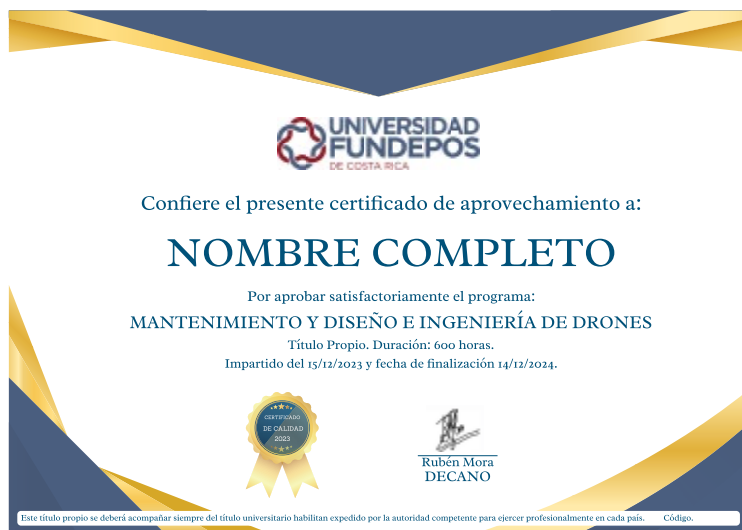 UNIVERSIDAD
FUNDEPOS
DE COSTA RICA
Confiere el presente certificado de aprovechamiento a:
NOMBRE COMPLETO
Por aprobar satisfactoriamente el programa:
MANTENIMIENTO Y DISEÑO E INGENIERÍA DE DRONES
Título Propio. Duración: 600 horas.
Impartido del 15/12/2023 y fecha de finalización 14/12/2024.
CERTIFICADO
DE CALIDAD
2023
Rubén Mora
DECANO
Este título propio se deberá acompañar siempre del título universitario habilitan expedido por la autoridad competente para ejercer profesionalmente en cada país. Código.